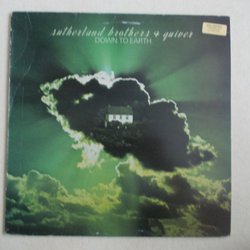 sutherland brothers & quiver
DOWN TO EARTH